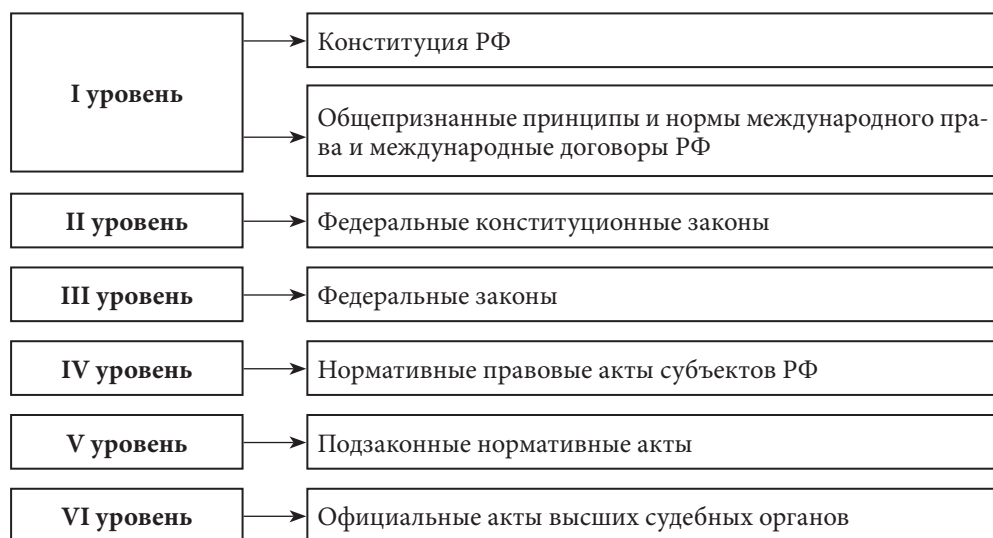 I уровень
Конституция РФ
Общепризнанные принципы и нормы международного пра-
ва и международные договоры РФ
II уровень
Федеральные конституционные законы
III уровень
Федеральные законы
IV уровень
Нормативные правовые акты субъектов РФ
V уровень
Подзаконные нормативные акты
VI уровень
Официальные акты высших судебных органов